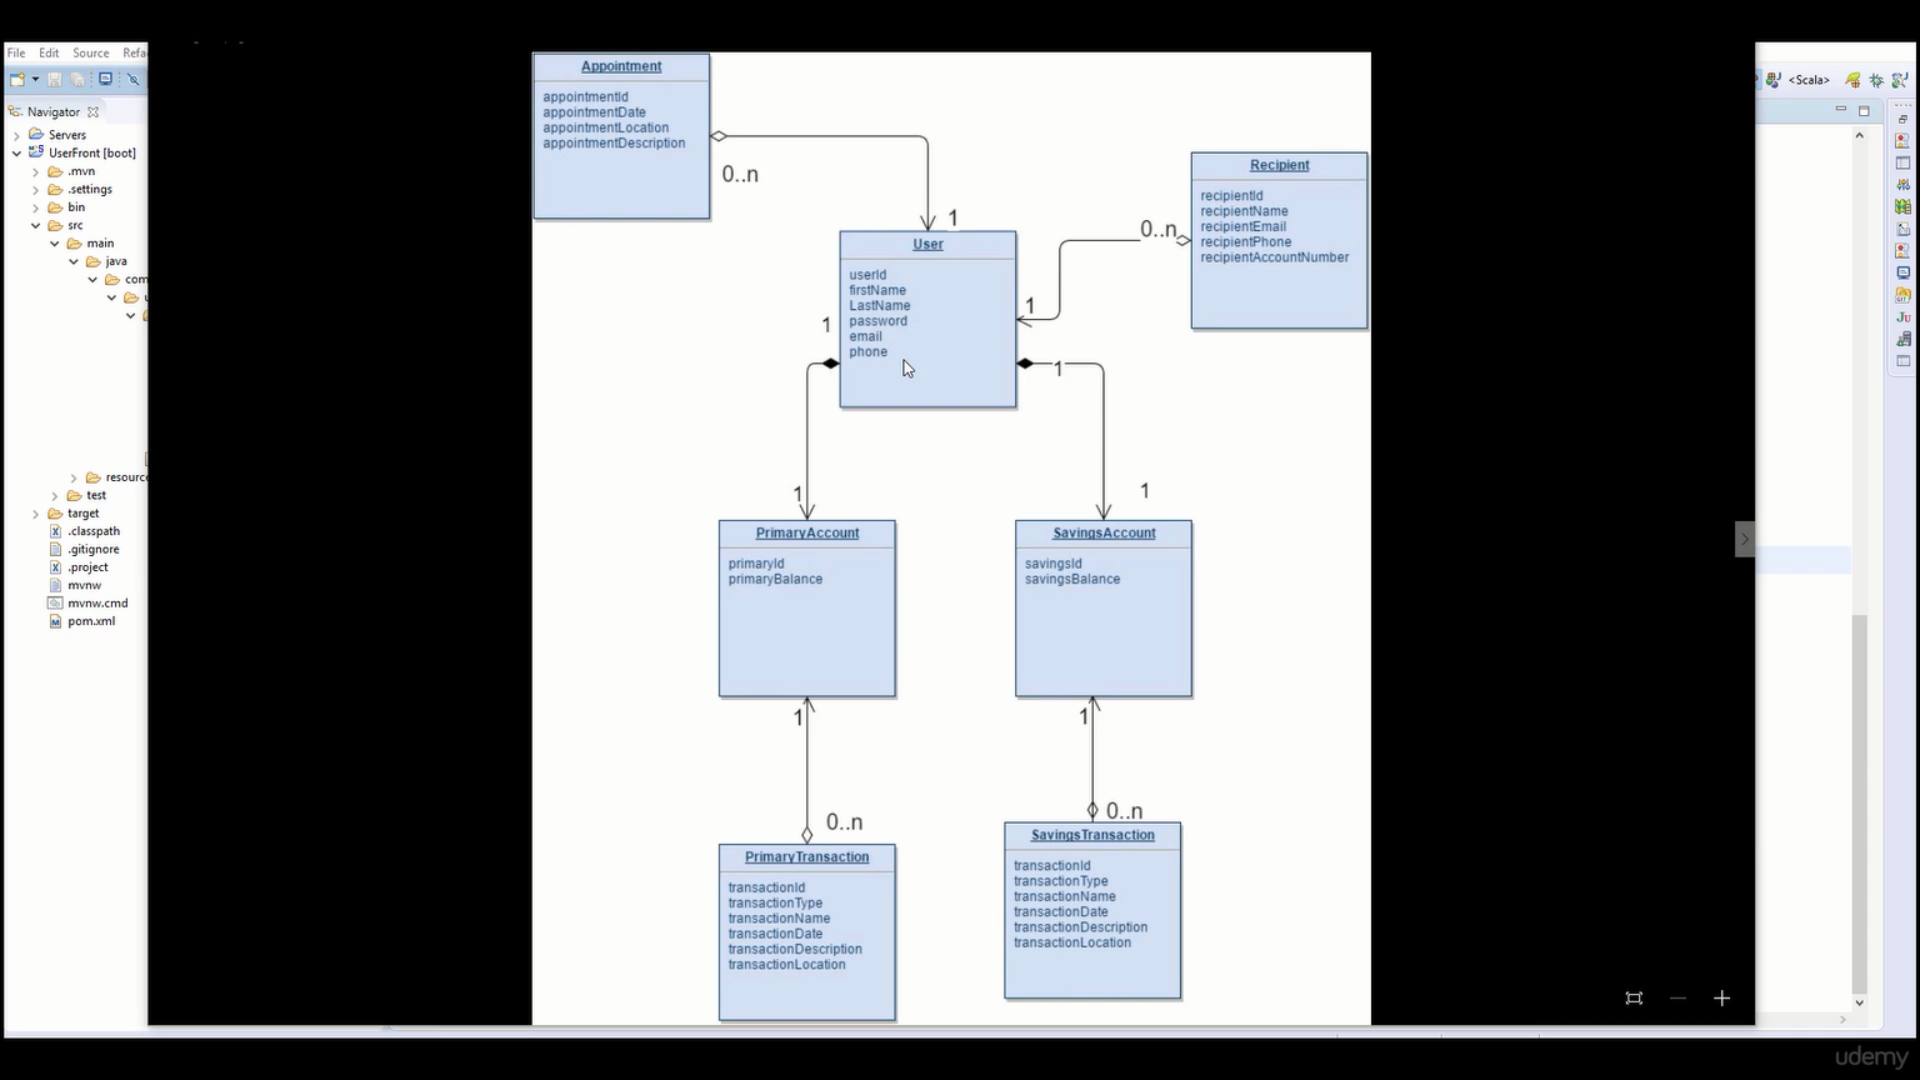 File Edit Source Refa
<Scala>
Navigator
Servers
UserFront [boot]
.mvn
.settings
bin
src
main
java
com
resourc
test
target
.classpath
.gitignore
.project
mvnw
mvnw.cmd
pom.xml
Appointment
appointmentId
appointmentDate
appointmentLocation
appointmentDescription
0..n
1
Recipient
recipientId
recipientName
recipientEmail
recipientPhone
recipientAccountNumber
0..n
1
User
userId
firstName
LastName
password
email
phone
1
1
1
1
PrimaryAccount
primaryId
primaryBalance
SavingsAccount
savingsId
savingsBalance
1
1
0..n
0..n
PrimaryTransaction
transactionId
transactionType
transactionName
transactionDate
transactionDescription
transactionLocation
SavingsTransaction
transactionId
transactionType
transactionName
transactionDate
transactionDescription
transactionLocation
udemy